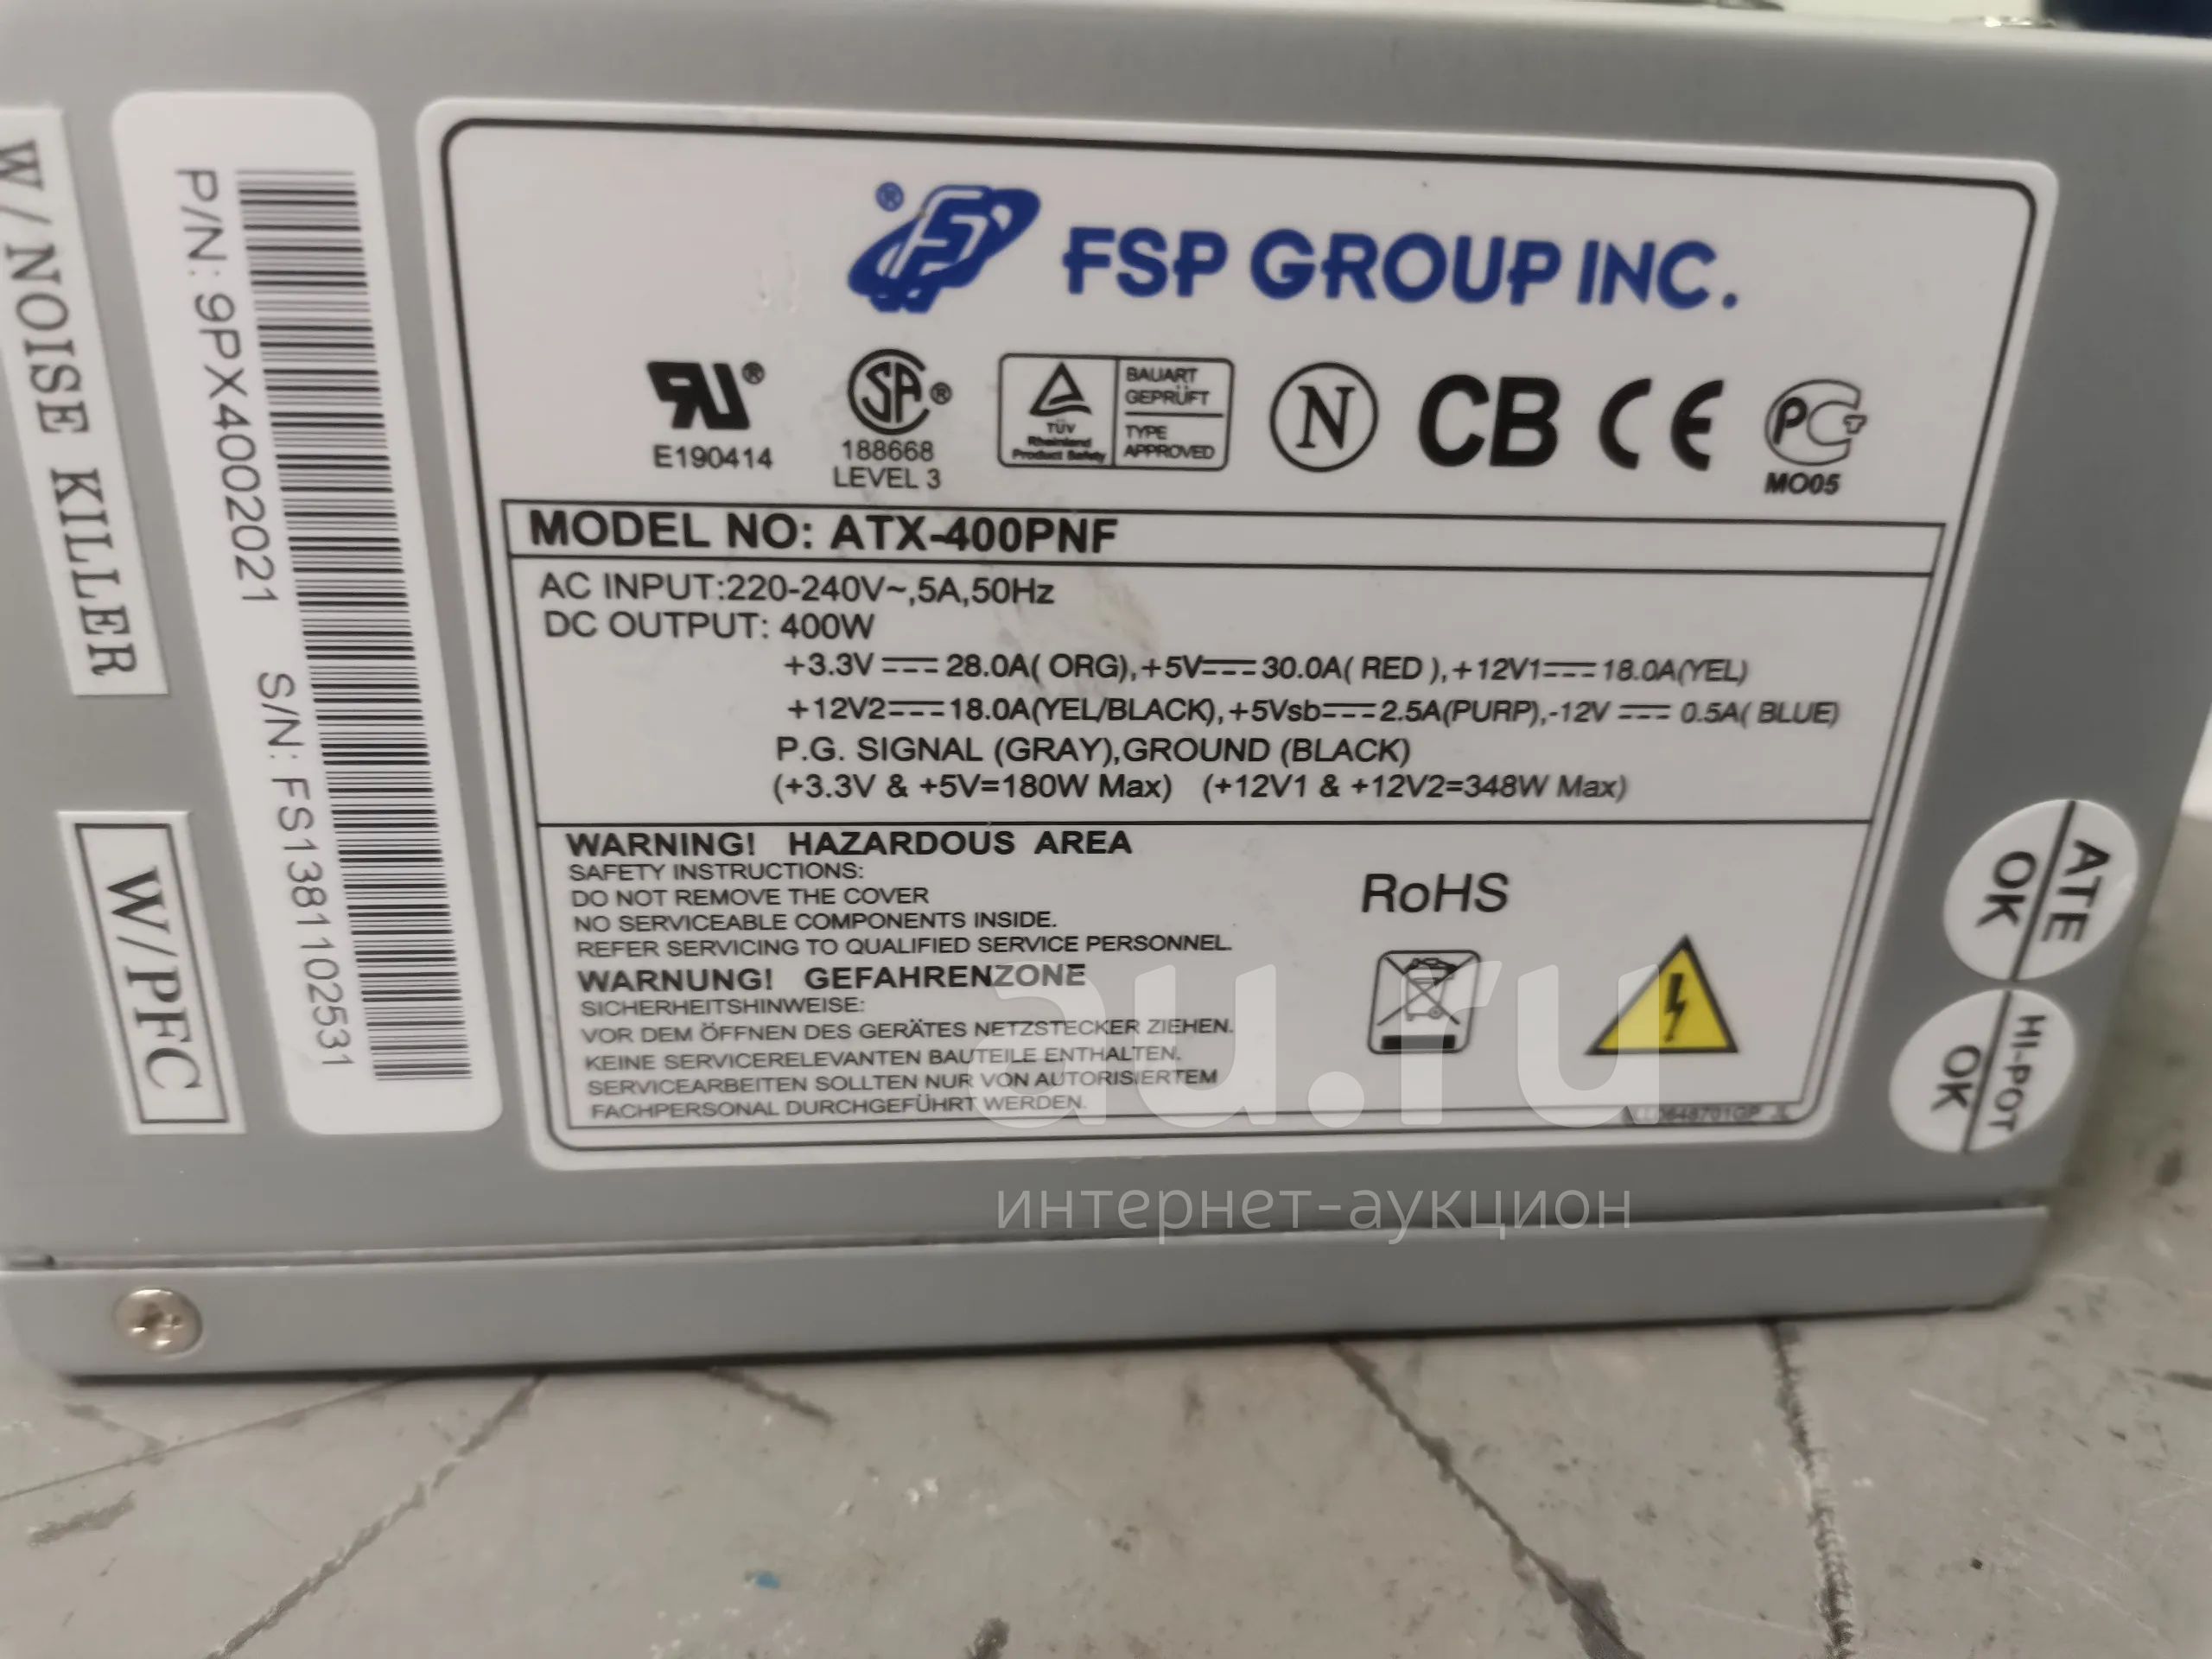 W/NOISE KILLER
P/N: 9PX4002021 S/N: FS1381102531
W/PFC
FSP GROUP INC.
E190414
188668
LEVEL 3
TÜV
Rheinland
Product Safety
BAUART
GEPRÜFT
TYPE
APPROVED
N
CB CE
MO05
MODEL NO: ATX-400PNF
AC INPUT:220-240V~,5A,50Hz
DC OUTPUT: 400W
+3.3V⎓28.0A( ORG),+5V⎓30.0A( RED ),+12V1⎓18.0A(YEL)
+12V2⎓18.0A(YEL/BLACK),+5Vsb⎓2.5A(PURP),-12V⎓0.5A( BLUE)
P.G. SIGNAL (GRAY),GROUND (BLACK)
(+3.3V & +5V=180W Max) (+12V1 & +12V2=348W Max)
WARNING! HAZARDOUS AREA
SAFETY INSTRUCTIONS:
DO NOT REMOVE THE COVER
NO SERVICEABLE COMPONENTS INSIDE.
REFER SERVICING TO QUALIFIED SERVICE PERSONNEL.
WARNUNG! GEFAHRENZONE
SICHERHEITSHINWEISE:
VOR DEM ÖFFNEN DES GERÄTES NETZSTECKER ZIEHEN.
KEINE SERVICERELEVANTEN BAUTEILE ENTHALTEN.
SERVICEARBEITEN SOLLTEN NUR VON AUTORISIERTEM
FACHPERSONAL DURCHGEFÜHRT WERDEN.
RoHS
ATE
OK
HI-POT
OK
au.ru
интернет-аукцион